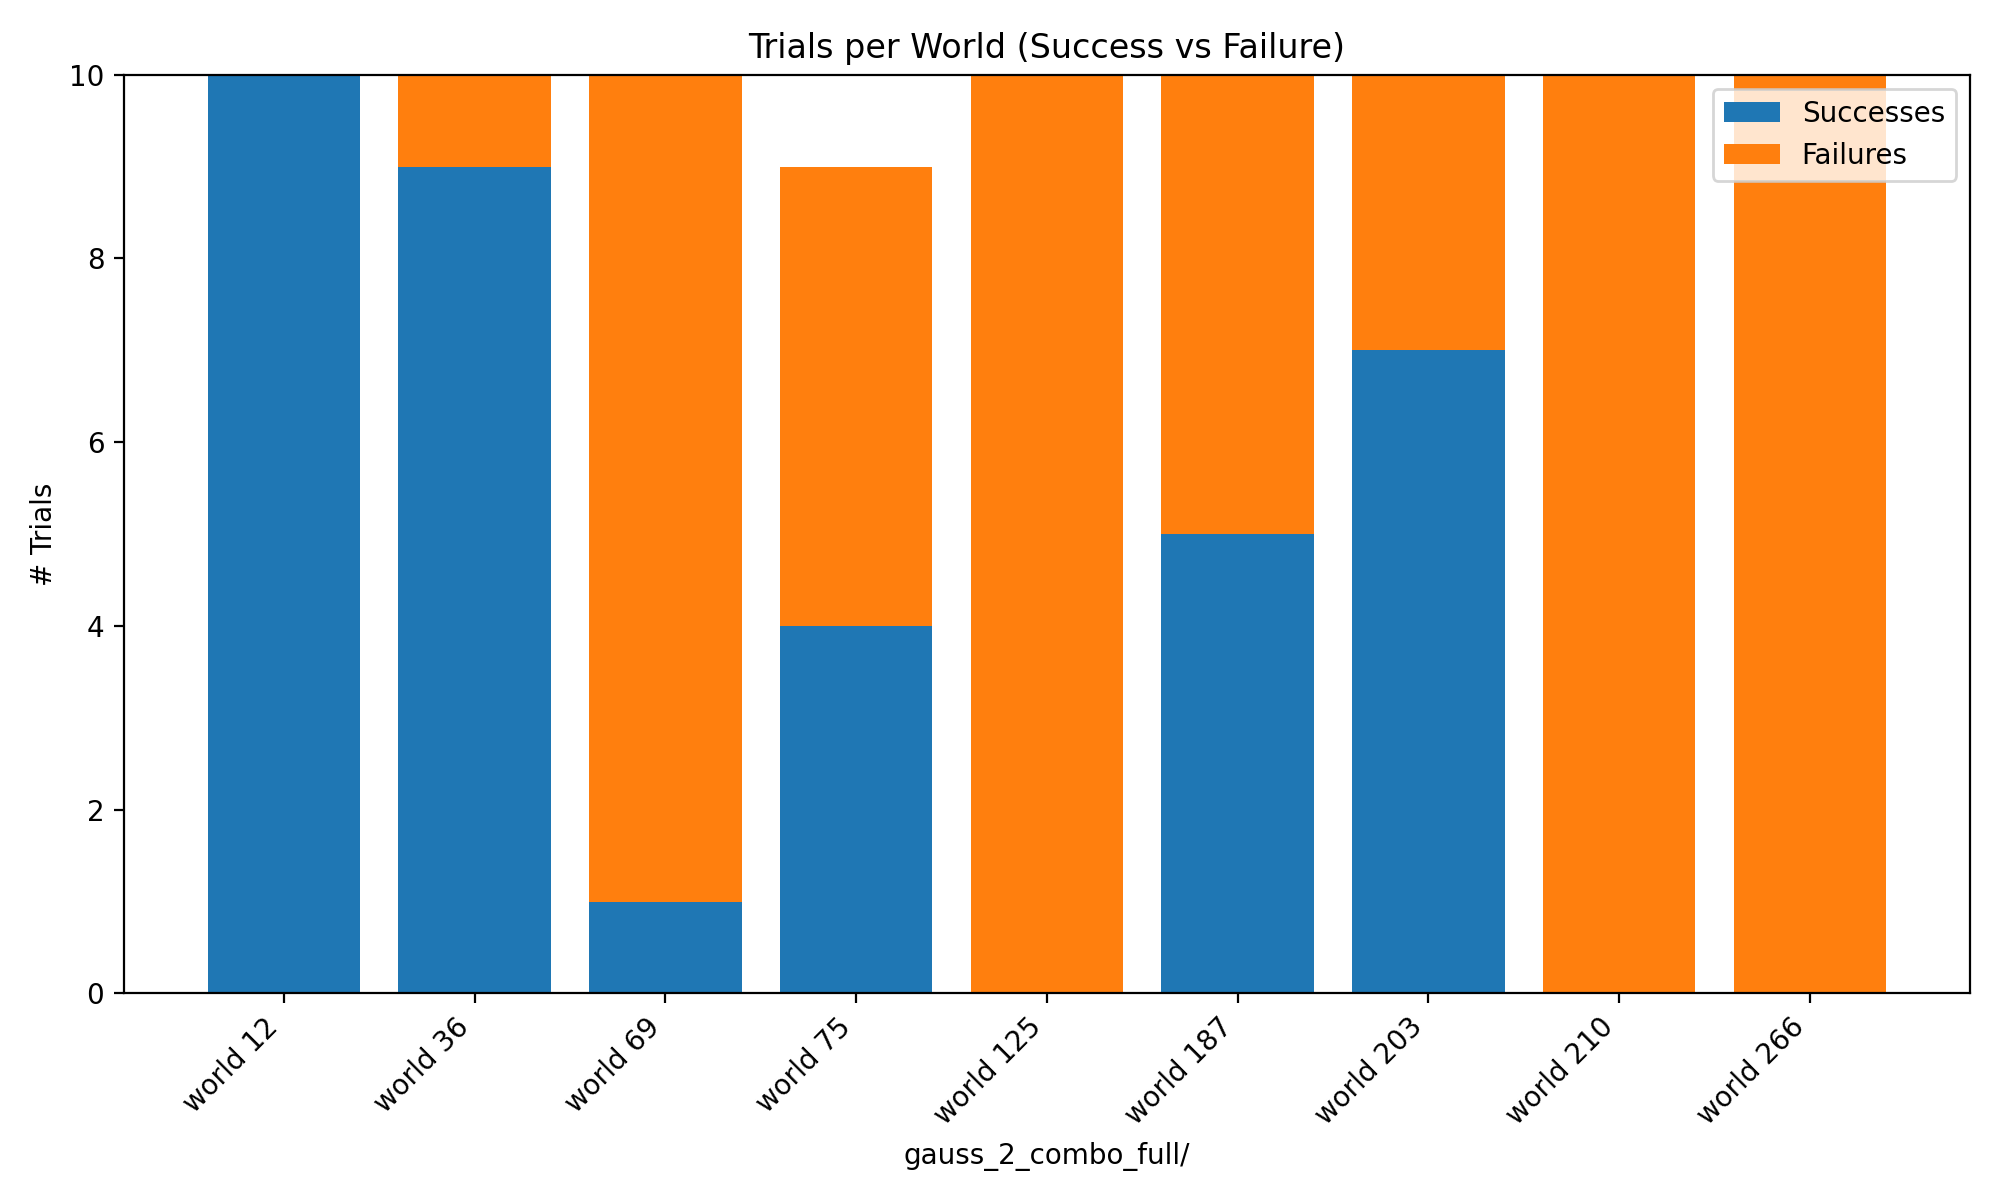 Trials per World (Success vs Failure)
10
8
6
4
2
0
# Trials
Successes
Failures
world 12
world 36
world 69
world 75
world 125
world 187
world 203
world 210
world 266
gauss_2_combo_full/